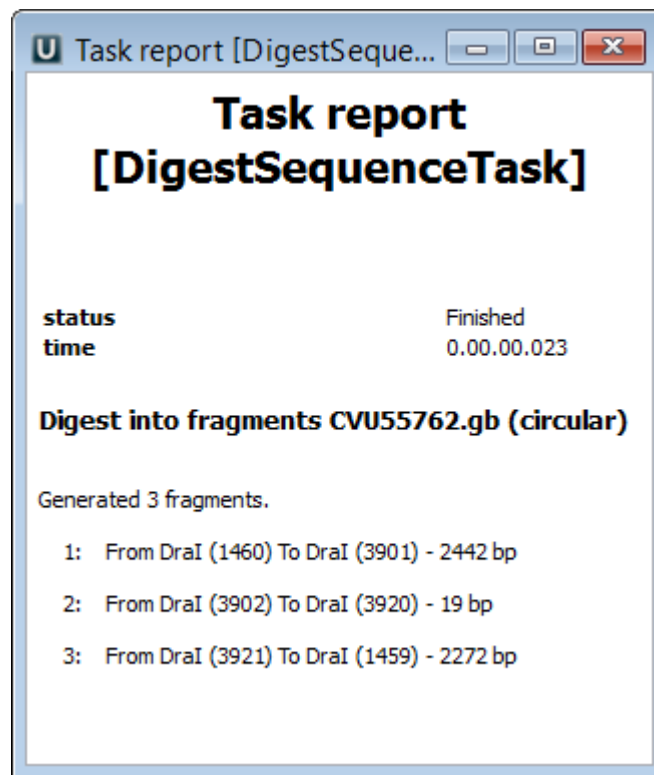 U Task report [DigestSeque...
Task report
[DigestSequenceTask]
status Finished
time 0.00.00.023
Digest into fragments CVU55762.gb (circular)
Generated 3 fragments.
1: From DraI (1460) To DraI (3901) - 2442 bp
2: From DraI (3902) To DraI (3920) - 19 bp
3: From DraI (3921) To DraI (1459) - 2272 bp